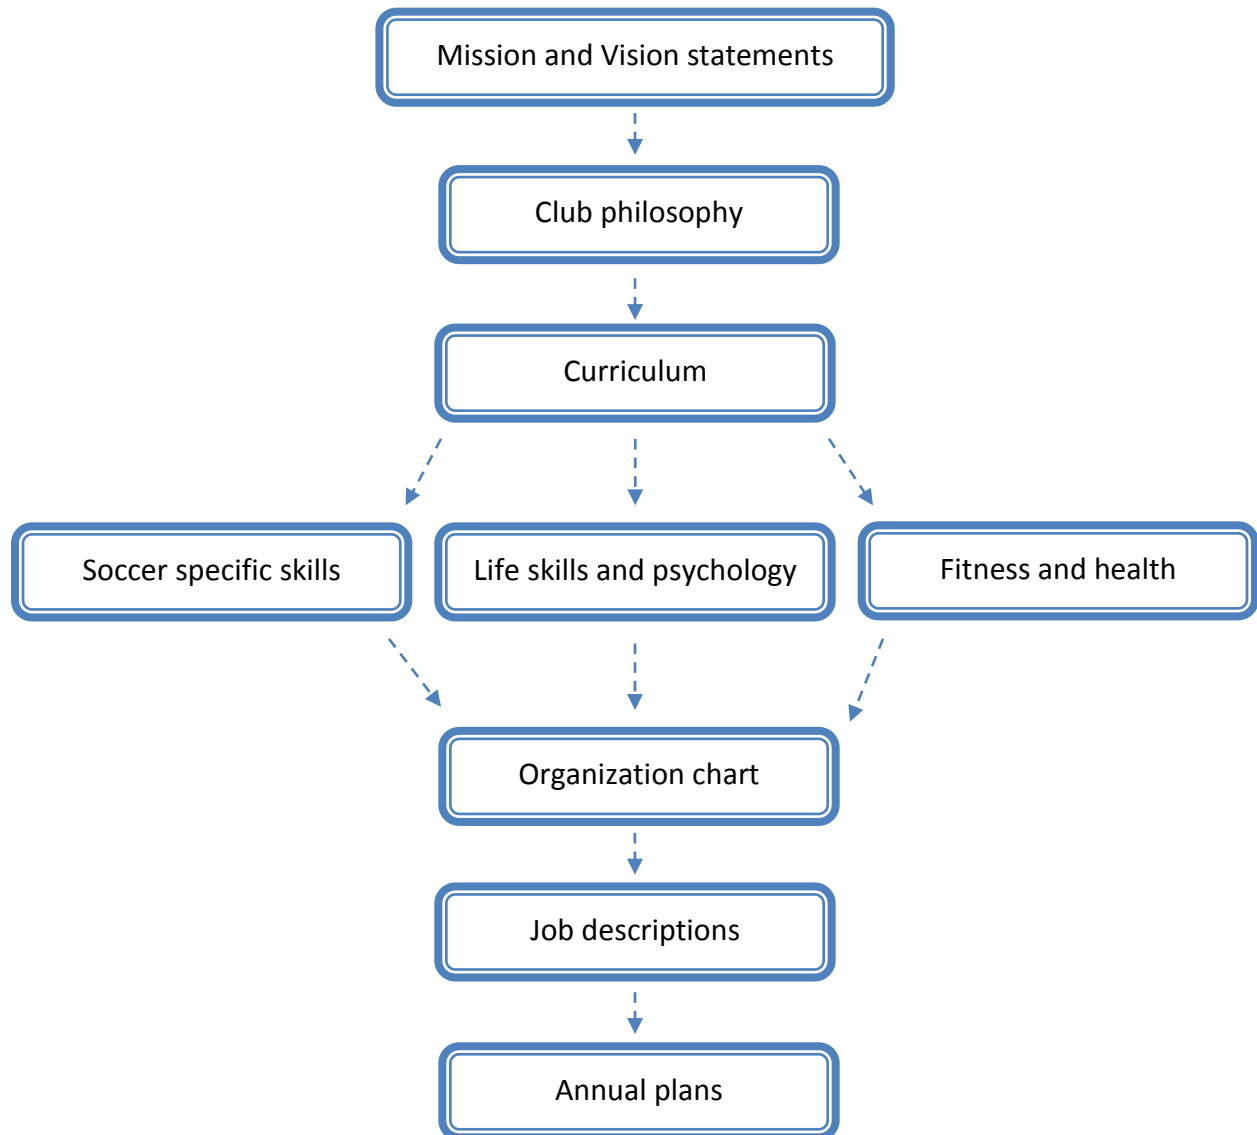 Mission and Vision statements
Club philosophy
Curriculum
Soccer specific skills
Life skills and psychology
Fitness and health
Organization chart
Job descriptions
Annual plans